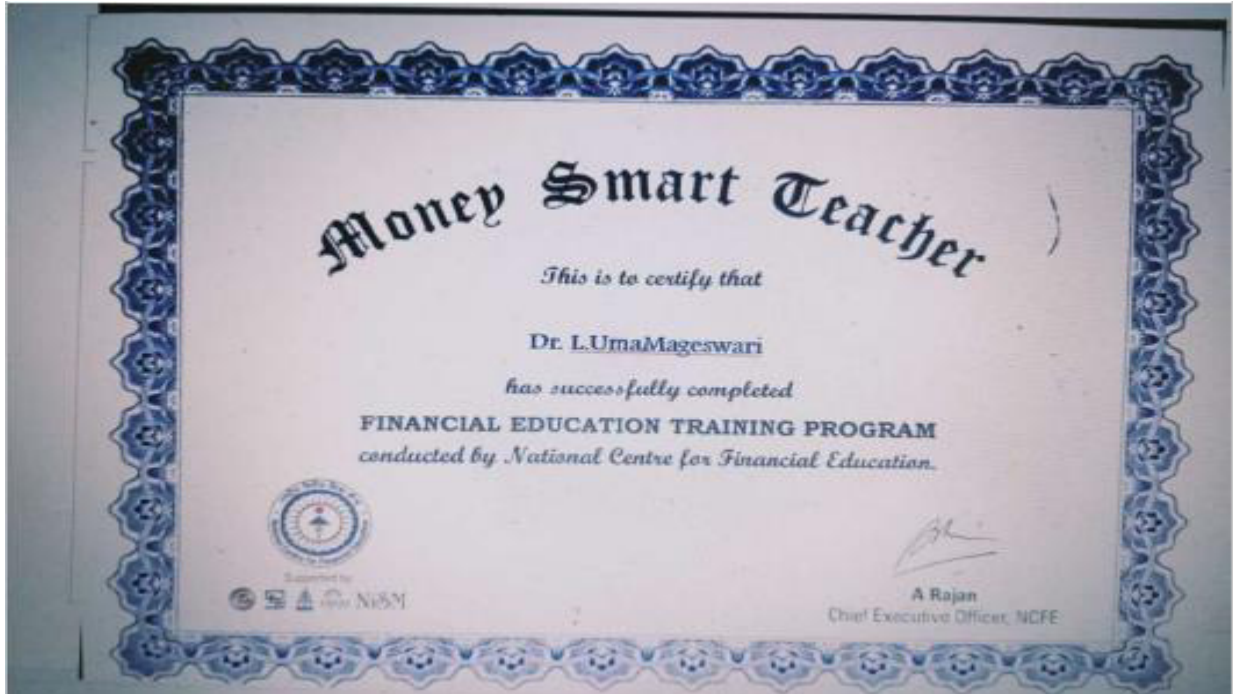 Money Smart Teacher
This is to certify that
Dr. L.UmaMageswari
has successfully completed
FINANCIAL EDUCATION TRAINING PROGRAM
conducted by National Centre for Financial Education.
Supported by
NISM
A Rajan
Chief Executive Officer, NCFE